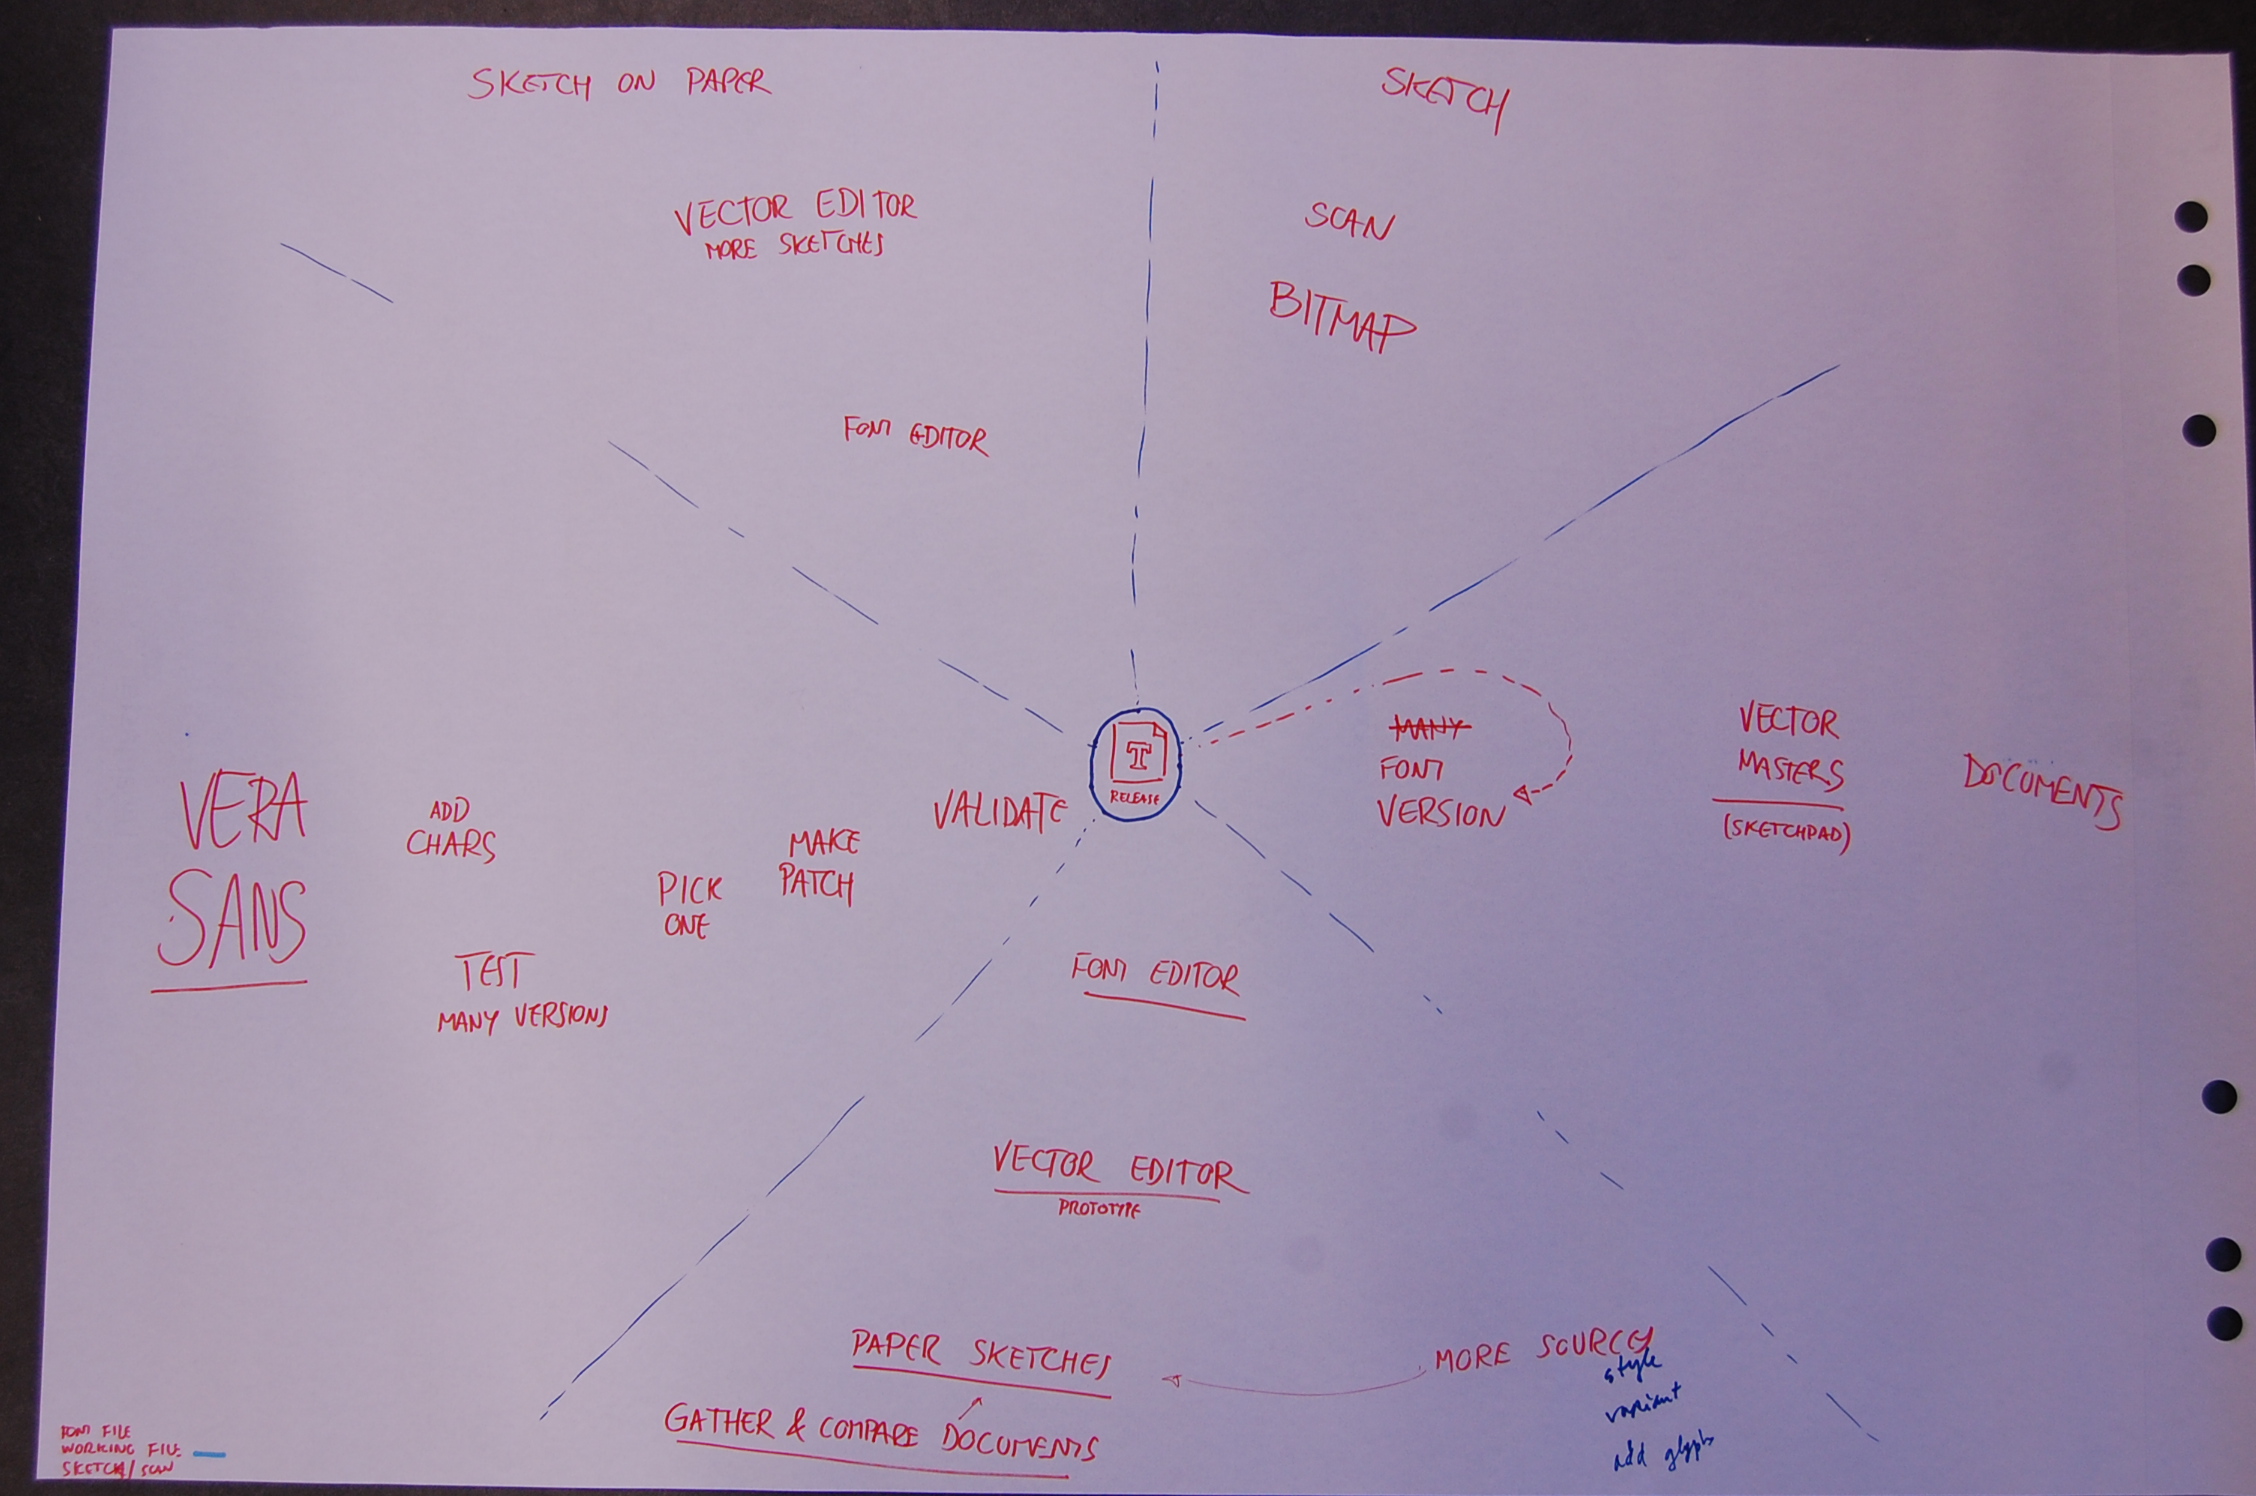 SKETCH ON PAPER
VECTOR EDITOR
MORE SKETCHES
FONT EDITOR
SKETCH
SCAN
BITMAP
VERA
SANS
ADD
CHARS
TEST
MANY VERSIONS
PICK
ONE
MAKE
PATCH
VALIDATE
T
RELEASE
MANY
FONT
VERSION
VECTOR
MASTERS
(SKETCHPAD)
DOCUMENTS
FONT EDITOR
VECTOR EDITOR
PROTOTYPE
PAPER SKETCHES
GATHER & COMPARE DOCUMENTS
MORE SOURCES
style
variant
add glyphs
FONT FILE
WORKING FILE
SKETCH/SCAN